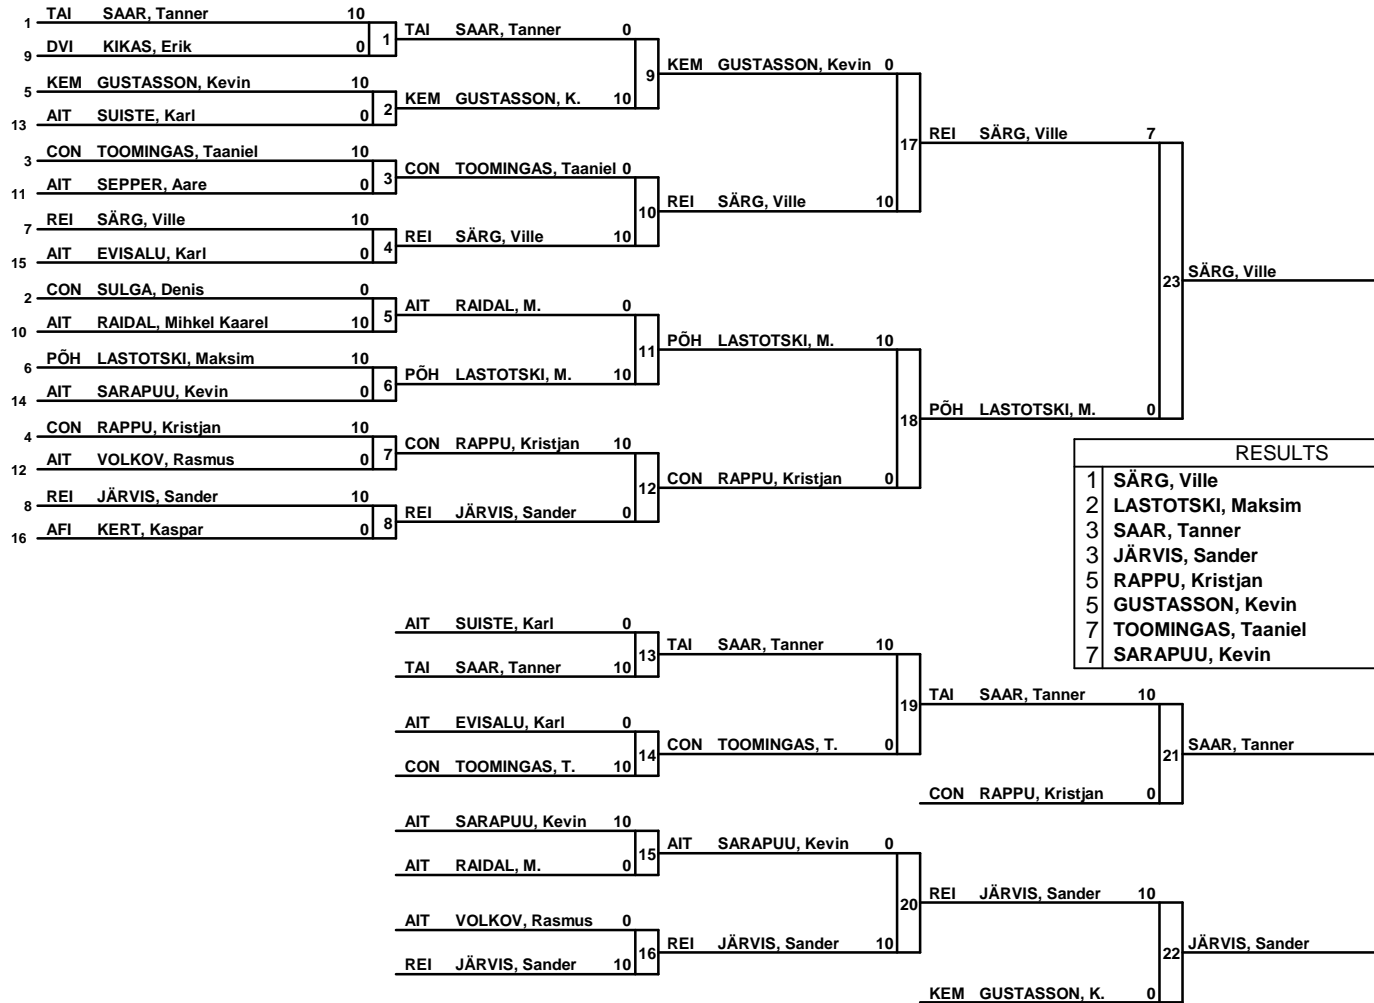 1 TAI SAAR, Tanner 10
9 DVI KIKAS, Erik 0
1
5 KEM GUSTASSON, Kevin 10
13 AIT SUISTE, Karl 0
2
3 CON TOOMINGAS, Taaniel 10
11 AIT SEPPER, Aare 0
3
7 REI SÄRG, Ville 10
15 AIT EVISALU, Karl 0
4
2 CON SULGA, Denis 0
10 AIT RAIDAL, Mihkel Kaarel 10
5
6 PÕH LASTOTSKI, Maksim 10
14 AIT SARAPUU, Kevin 0
6
4 CON RAPPU, Kristjan 10
12 AIT VOLKOV, Rasmus 0
7
8 REI JÄRVIS, Sander 10
16 AFI KERT, Kaspar 0
8
TAI SAAR, Tanner 0
KEM GUSTASSON, K. 10
9
CON TOOMINGAS, Taaniel 0
REI SÄRG, Ville 10
10
AIT RAIDAL, M. 0
PÕH LASTOTSKI, M. 10
11
CON RAPPU, Kristjan 10
REI JÄRVIS, Sander 0
12
KEM GUSTASSON, Kevin 0
REI SÄRG, Ville 10
17
PÕH LASTOTSKI, M. 10
CON RAPPU, Kristjan 0
18
REI SÄRG, Ville 7
PÕH LASTOTSKI, M. 0
23
SÄRG, Ville
RESULTS
1 SÄRG, Ville
2 LASTOTSKI, Maksim
3 SAAR, Tanner
3 JÄRVIS, Sander
5 RAPPU, Kristjan
5 GUSTASSON, Kevin
7 TOOMINGAS, Taaniel
7 SARAPUU, Kevin
AIT SUISTE, Karl 0
TAI SAAR, Tanner 10
13
AIT EVISALU, Karl 0
CON TOOMINGAS, T. 10
14
AIT SARAPUU, Kevin 10
AIT RAIDAL, M. 0
15
AIT VOLKOV, Rasmus 0
REI JÄRVIS, Sander 10
16
TAI SAAR, Tanner 10
CON TOOMINGAS, T. 0
19
AIT SARAPUU, Kevin 0
REI JÄRVIS, Sander 10
20
TAI SAAR, Tanner 10
CON RAPPU, Kristjan 0
21
SAAR, Tanner
REI JÄRVIS, Sander 10
KEM GUSTASSON, K. 0
22
JÄRVIS, Sander